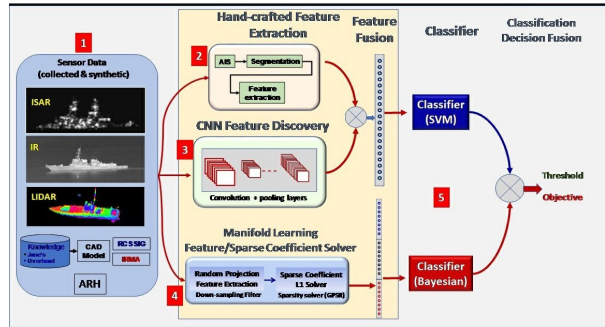 1
Sensor Data
(collected & synthetic)
ISAR
IR
LIDAR
Knowledge
• Jane's
CAD
Model
RCSSIG
IRMA
ARH
Hand-crafted Feature
Extraction
2
AIS
Segmentation
Feature
extraction
CNN Feature Discovery
3
Convolution + pooling layers
Manifold Learning
Feature/Sparse Coefficient Solver
4
Random Projection
Feature Extraction
Down-sampling Filter
Sparse Coefficient
L1 Solver
Sparsity solver (GPSR)
Feature
Fusion
Classifier
Classifier
(SVM)
5
Classifier
(Bayesian)
Classification
Decision Fusion
Threshold
Objective